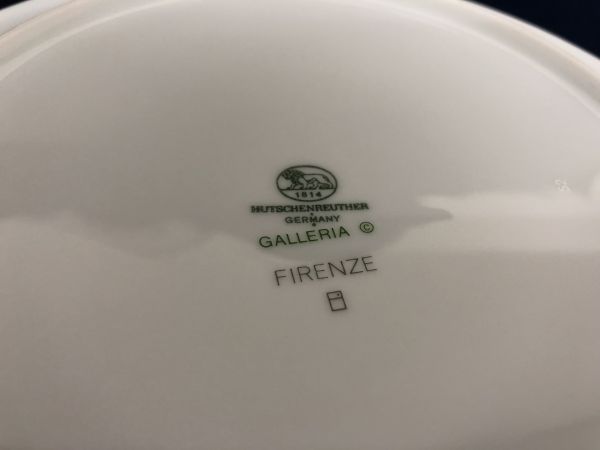 1814
HUTSCHENREUTHER
GERMANY
GALLERIA ©
FIRENZE